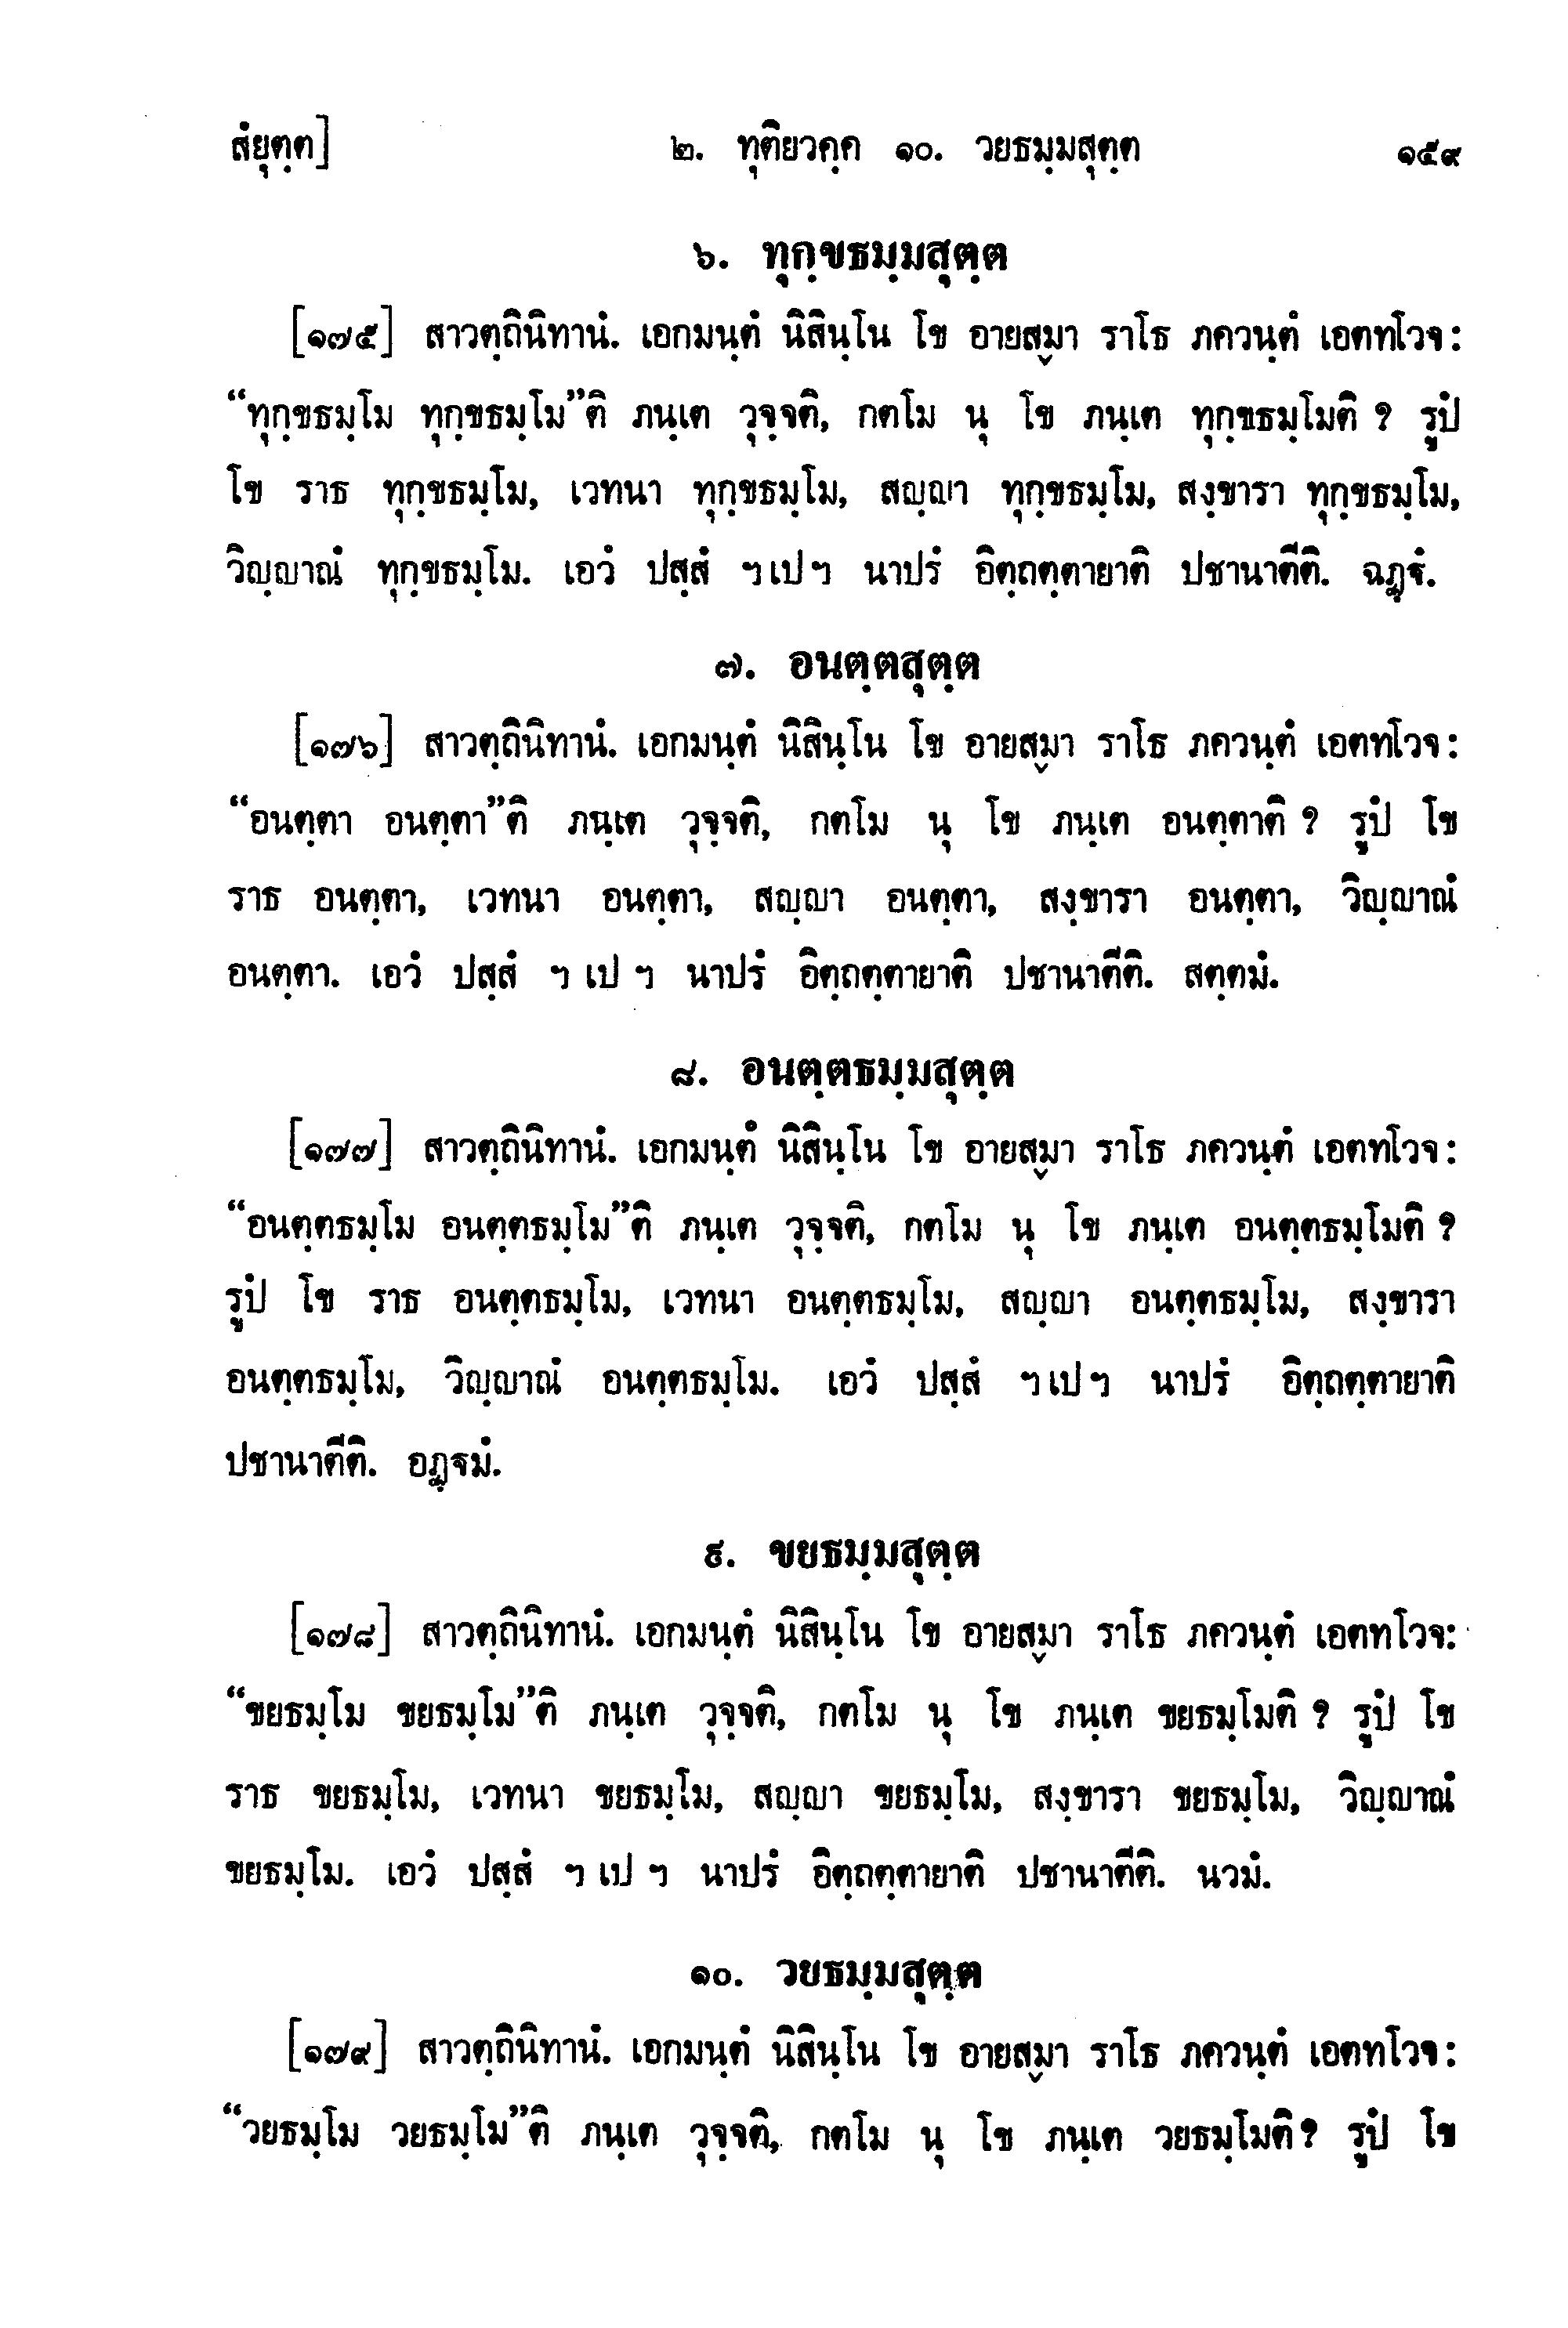 สํยุตฺต]
๒. ทุติยวคฺค ๑๐. วยธมฺมสุตฺต
๑๕๙
๖. ทุกฺขธมฺมสุตฺต
[๑๗๕] สาวตฺถินิทานํ. เอกมนฺตํ นิสินฺโน โข อายสฺมา ราโธ ภควนฺตํ เอตทโวจ:
“ทุกฺขธมฺโม ทุกฺขธมฺโม”ติ ภนฺเต วุจฺจติ, กตโม นุ โข ภนฺเต ทุกฺขธมฺโมติ ? รูปํ
โข ราธ ทุกฺขธมฺโม, เวทนา ทุกฺขธมฺโม, สญฺญา ทุกฺขธมฺโม, สงฺขารา ทุกฺขธมฺโม,
วิญฺญาณํ ทุกฺขธมฺโม. เอวํ ปสฺสํ ฯ เป ฯ นาปรํ อิตฺถตฺตายาติ ปชานาตีติ. ฉฏฺฐํ.
๗. อนตฺตสุตฺต
[๑๗๖] สาวตฺถินิทานํ. เอกมนฺตํ นิสินฺโน โข อายสฺมา ราโธ ภควนฺตํ เอตทโวจ:
“อนตฺตา อนตฺตา”ติ ภนฺเต วุจฺจติ, กตโม นุ โข ภนฺเต อนตฺตาติ ? รูปํ โข
ราธ อนตฺตา, เวทนา อนตฺตา, สญฺญา อนตฺตา, สงฺขารา อนตฺตา, วิญฺญาณํ
อนตฺตา. เอวํ ปสฺสํ ฯ เป ฯ นาปรํ อิตฺถตฺตายาติ ปชานาตีติ. สตฺตมํ.
๘. อนตฺตธมฺมสุตฺต
[๑๗๗] สาวตฺถินิทานํ. เอกมนฺตํ นิสินฺโน โข อายสฺมา ราโธ ภควนฺตํ เอตทโวจ:
“อนตฺตธมฺโม อนตฺตธมฺโม”ติ ภนฺเต วุจฺจติ, กตโม นุ โข ภนฺเต อนตฺตธมฺโมติ ?
รูปํ โข ราธ อนตฺตธมฺโม, เวทนา อนตฺตธมฺโม, สญฺญา อนตฺตธมฺโม, สงฺขารา
อนตฺตธมฺโม, วิญฺญาณํ อนตฺตธมฺโม. เอวํ ปสฺสํ ฯ เป ฯ นาปรํ อิตฺถตฺตายาติ
ปชานาตีติ. อฏฺฐมํ.
๙. ขยธมฺมสุตฺต
[๑๗๘] สาวตฺถินิทานํ. เอกมนฺตํ นิสินฺโน โข อายสฺมา ราโธ ภควนฺตํ เอตทโวจ:
“ขยธมฺโม ขยธมฺโม”ติ ภนฺเต วุจฺจติ, กตโม นุ โข ภนฺเต ขยธมฺโมติ ? รูปํ โข
ราธ ขยธมฺโม, เวทนา ขยธมฺโม, สญฺญา ขยธมฺโม, สงฺขารา ขยธมฺโม, วิญฺญาณํ
ขยธมฺโม. เอวํ ปสฺสํ ฯ เป ฯ นาปรํ อิตฺถตฺตายาติ ปชานาตีติ. นวมํ.
๑๐. วยธมฺมสุตฺต
[๑๗๙] สาวตฺถินิทานํ. เอกมนฺตํ นิสินฺโน โข อายสฺมา ราโธ ภควนฺตํ เอตทโวจ:
“วยธมฺโม วยธมฺโม”ติ ภนฺเต วุจฺจติ, กตโม นุ โข ภนฺเต วยธมฺโมติ? รูปํ โข